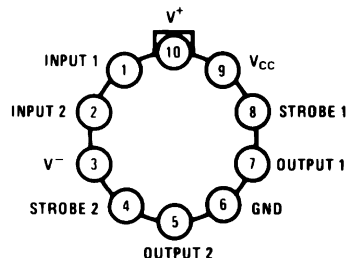 V+
10
INPUT 1
1
9
VCC
INPUT 2
2
8
STROBE 1
V−
3
7
OUTPUT 1
STROBE 2
4
5
6
GND
OUTPUT 2